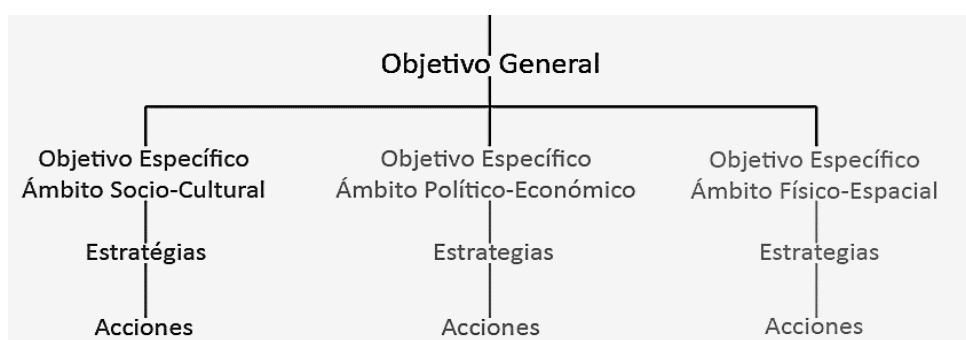 Objetivo General
Objetivo Específico
Ámbito Socio-Cultural
Estratégias
Acciones
Objetivo Específico
Ámbito Político-Económico
Estrategias
Acciones
Objetivo Específico
Ámbito Físico-Espacial
Estrategias
Acciones